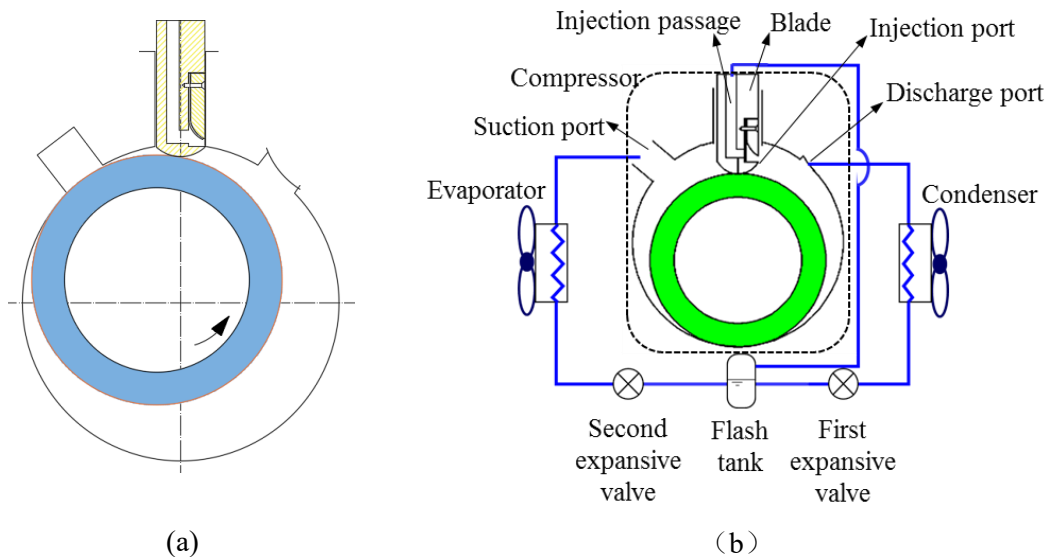 Injection passage
Blade
Injection port
Compressor
Discharge port
Suction port
Evaporator
Condenser
Second
expansive
valve
Flash
tank
First
expansive
valve
(a)
（b）